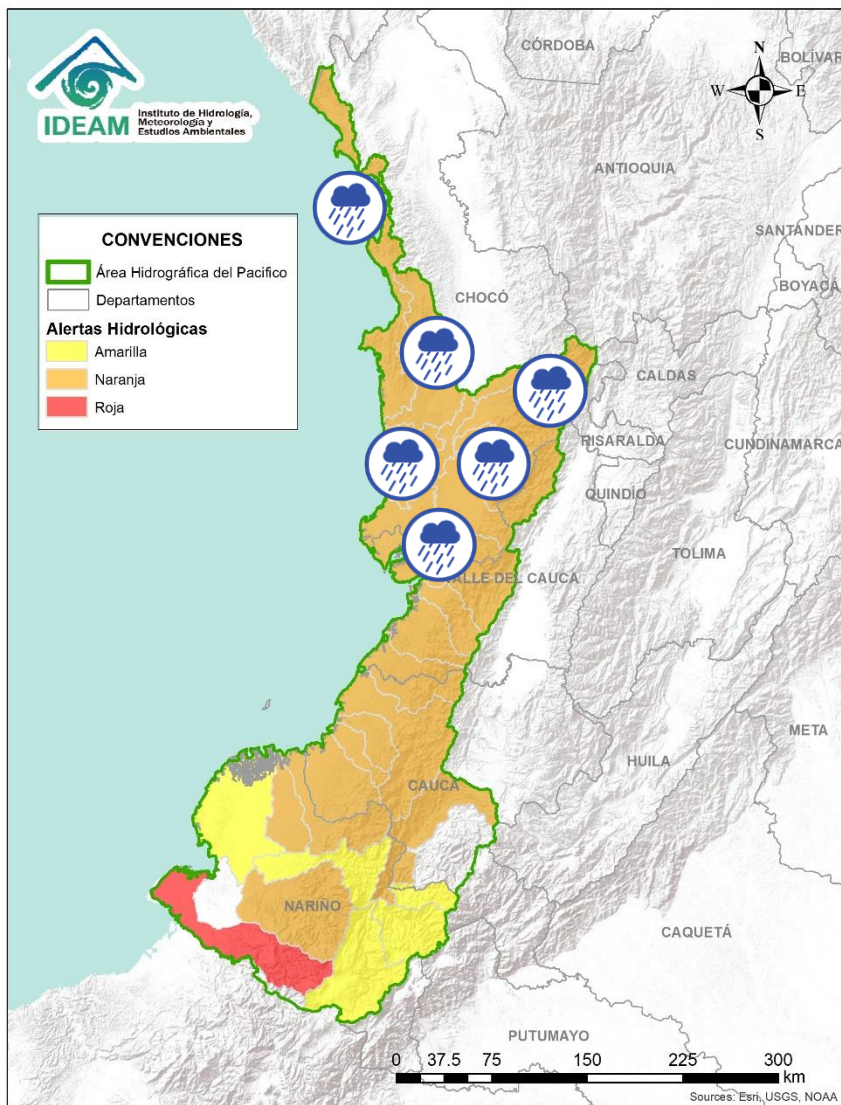 IDEAM
Instituto de Hidrología,
Meteorología y
Estudios Ambientales
CÓRDOBA
BOLÍVAR
N
W
E
S
ANTIOQUIA
SANTANDER
BOYACÁ
CONVENCIONES
Área Hidrográfica del Pacifico
Departamentos
Alertas Hidrológicas
Amarilla
Naranja
Roja
CHOCÓ
CALDAS
RISARALDA
CUNDINAMARCA
QUINDÍO
TOLIMA
VALLE DEL CAUCA
META
HUILA
CAUCA
NARIÑO
CAQUETÁ
PUTUMAYO
0 37.5 75 150 225 300
km
Sources: Esri, USGS, NOAA